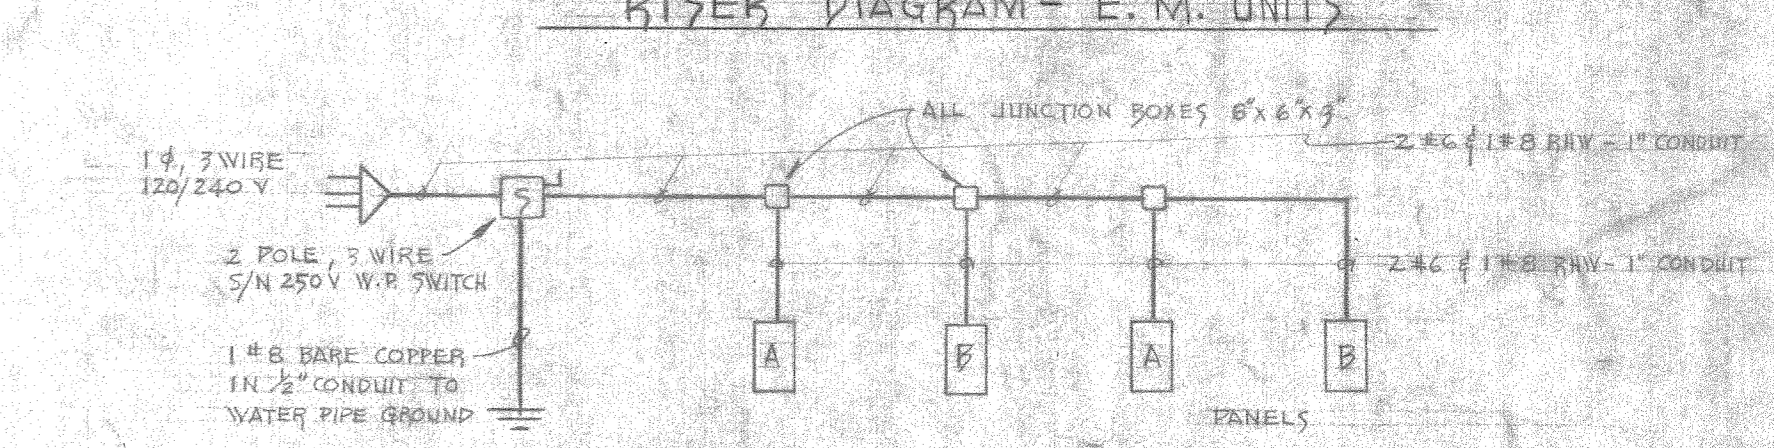 RISER DIAGRAM - E. M. UNITS
ALL JUNCTION BOXES 6"x 6"x 3"
2 #6 & 1 #8 RHW - 1" CONDUIT
1 ϕ, 3 WIRE
120/240 V
S
2 POLE, 3 WIRE
S/N 250 V W.P. SWITCH
2 #6 & 1 #8 RHW - 1" CONDUIT
1 #8 BARE COPPER
IN 1/2" CONDUIT TO
WATER PIPE GROUND
A B A B
PANELS